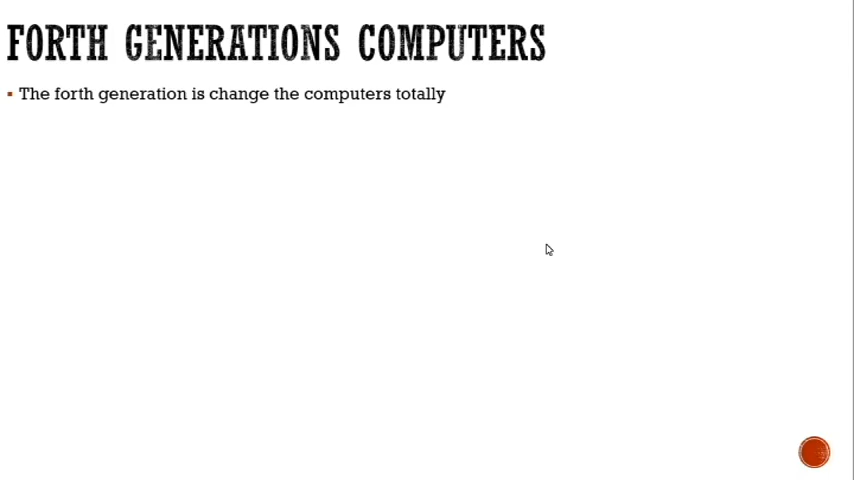 FORTH GENERATIONS COMPUTERS
The forth generation is change the computers totally